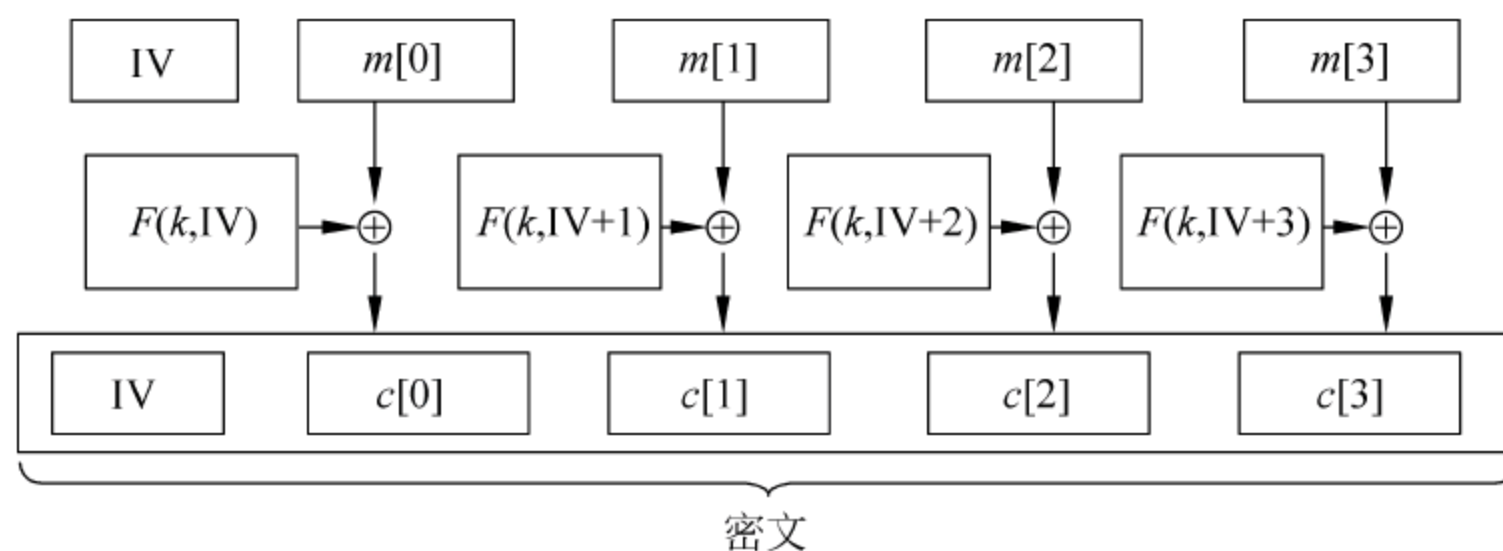 IV m[0] m[1] m[2] m[3]
F(k,IV) ⊕ F(k,IV+1) ⊕ F(k,IV+2) ⊕ F(k,IV+3) ⊕
IV c[0] c[1] c[2] c[3]
密文